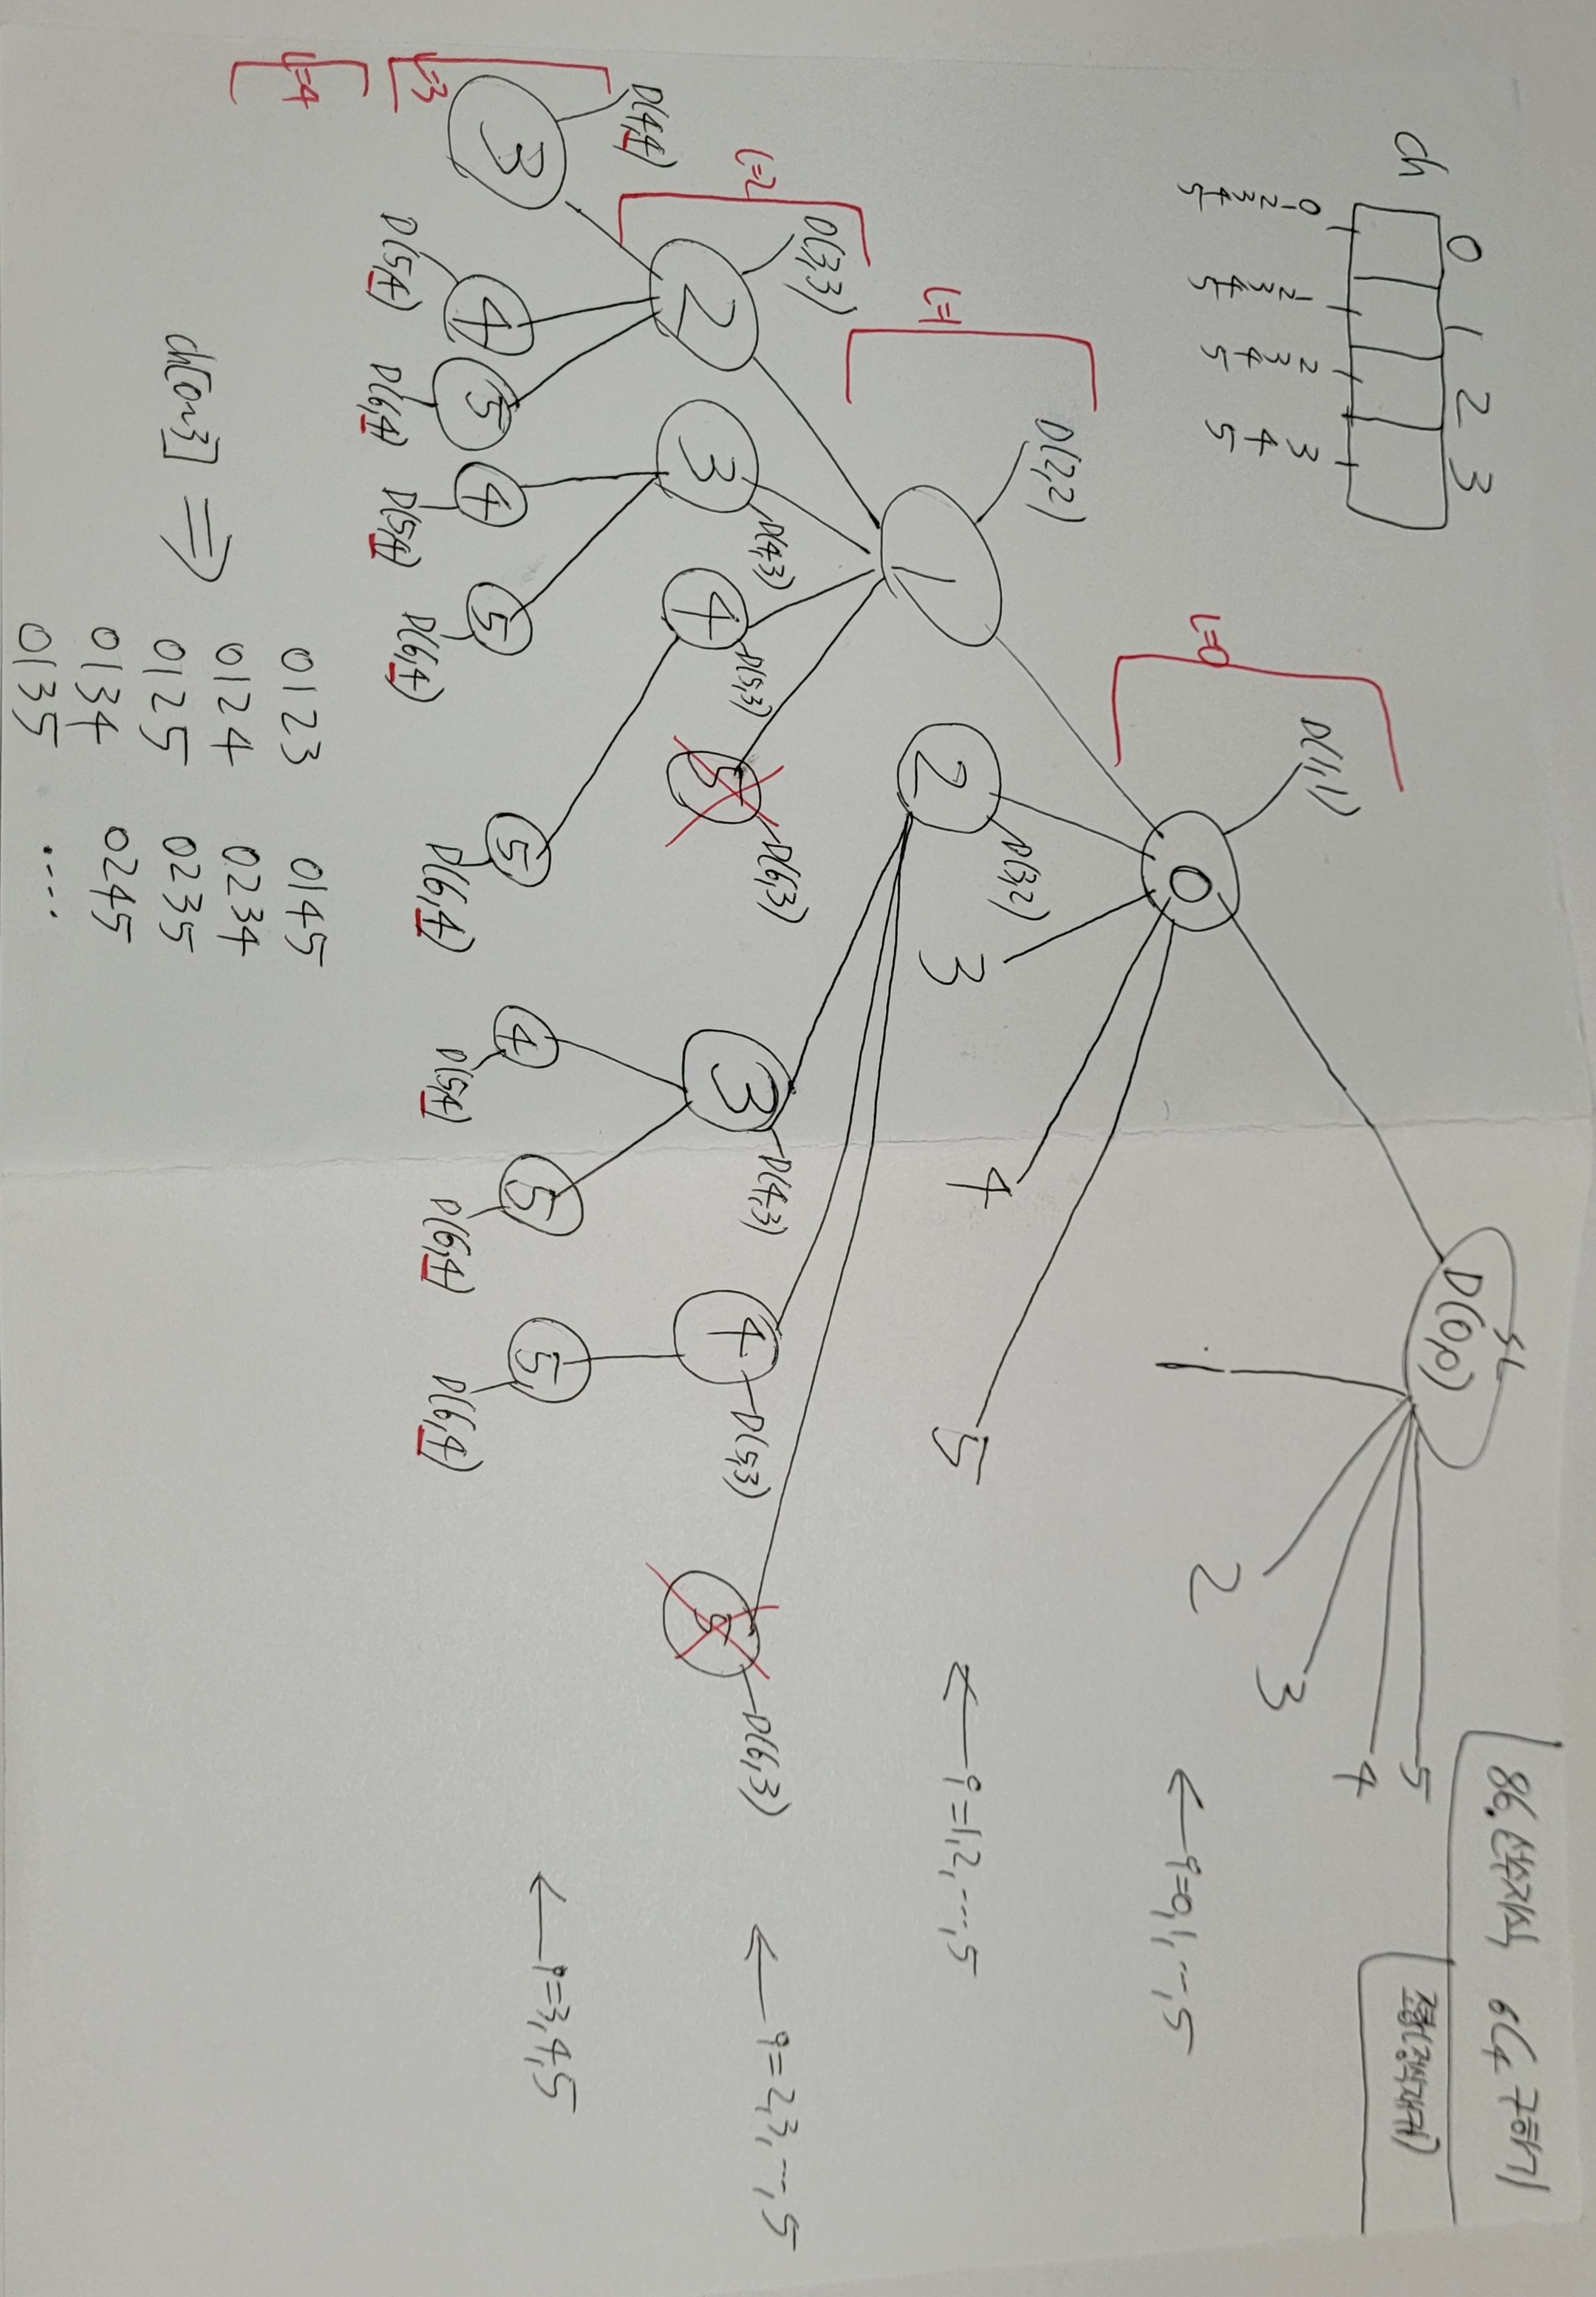 86. 선수지식 6C4 구하기
조합(정식재귀)
ch
0 1 2 3
0 1 2 3
1 2 3 4
2 3 4 5
3 4 5
4 5
5
S L
D(0,0)
5
4
3
2
1
←i=0,1,…,5
L=0
D(1,1)
0
L=1
D(2,2)
1
D(3,2)
2
3
4
5
←i=1,2,…,5
L=2
D(3,3)
2
D(4,3)
3
D(5,3)
4
D(6,3)
5
D(4,3)
3
D(5,3)
4
D(6,3)
5
←i=2,3,…,5
L=3
D(4,4)
3
4
5
4
5
5
4
5
5
←i=3,4,5
D(5,4) D(6,4) D(5,4) D(6,4) D(6,4) D(5,4) D(6,4) D(6,4)
L=4
ch[0~3] ⇒
0123 0145
0124 0234
0125 0235
0134 0245
0135 ....